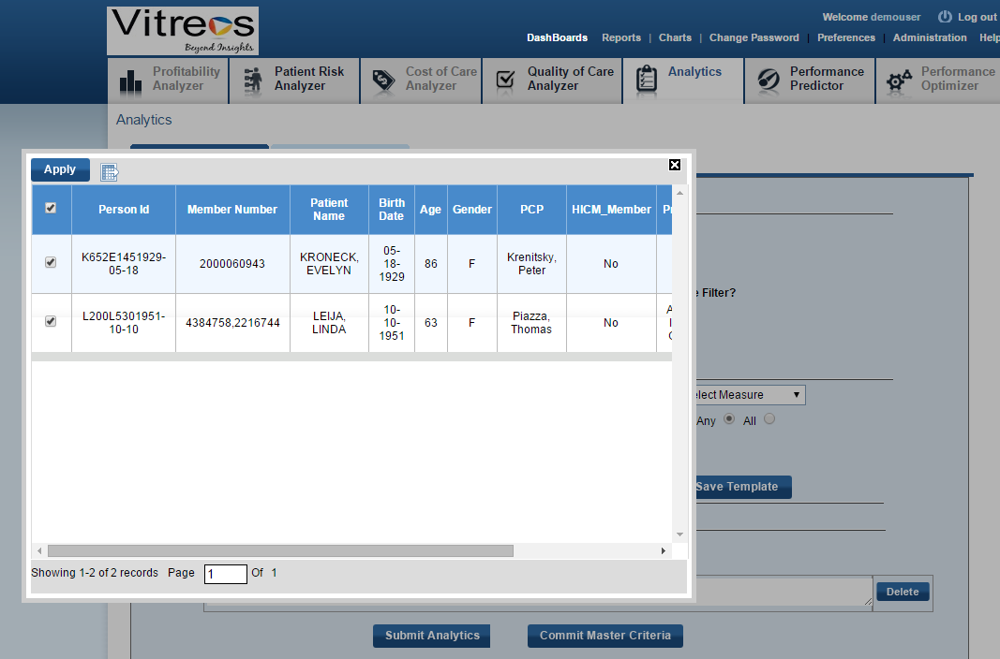 Vitreos
Beyond Insights
Welcome demouser Log out
DashBoards Reports | Charts | Change Password | Preferences | Administration Help
Profitability
Analyzer
Patient Risk
Analyzer
Cost of Care
Analyzer
Quality of Care
Analyzer
Analytics
Performance
Predictor
Performance
Optimizer
Analytics
Apply
Person Id
Member Number
Patient
Name
Birth
Date
Age
Gender
PCP
HICM_Member
K652E1451929-
05-18
2000060943
KRONECK,
EVELYN
05-
18-
1929
86
F
Krenitsky,
Peter
No
L200L5301951-
10-10
4384758,2216744
LEIJA,
LINDA
10-
10-
1951
63
F
Piazza,
Thomas
No
Showing 1-2 of 2 records Page 1 Of 1
Filter?
Measure
Any All
Save Template
Delete
Submit Analytics
Commit Master Criteria